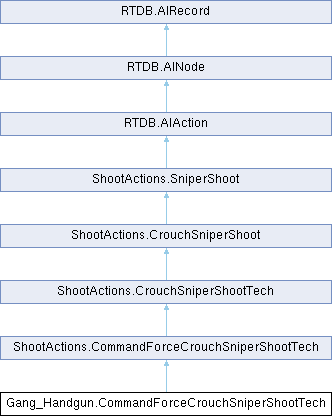 RTDB.AIRecord
RTDB.AINode
RTDB.AIAction
ShootActions.SniperShoot
ShootActions.CrouchSniperShoot
ShootActions.CrouchSniperShootTech
ShootActions.CommandForceCrouchSniperShootTech
Gang_Handgun.CommandForceCrouchSniperShootTech